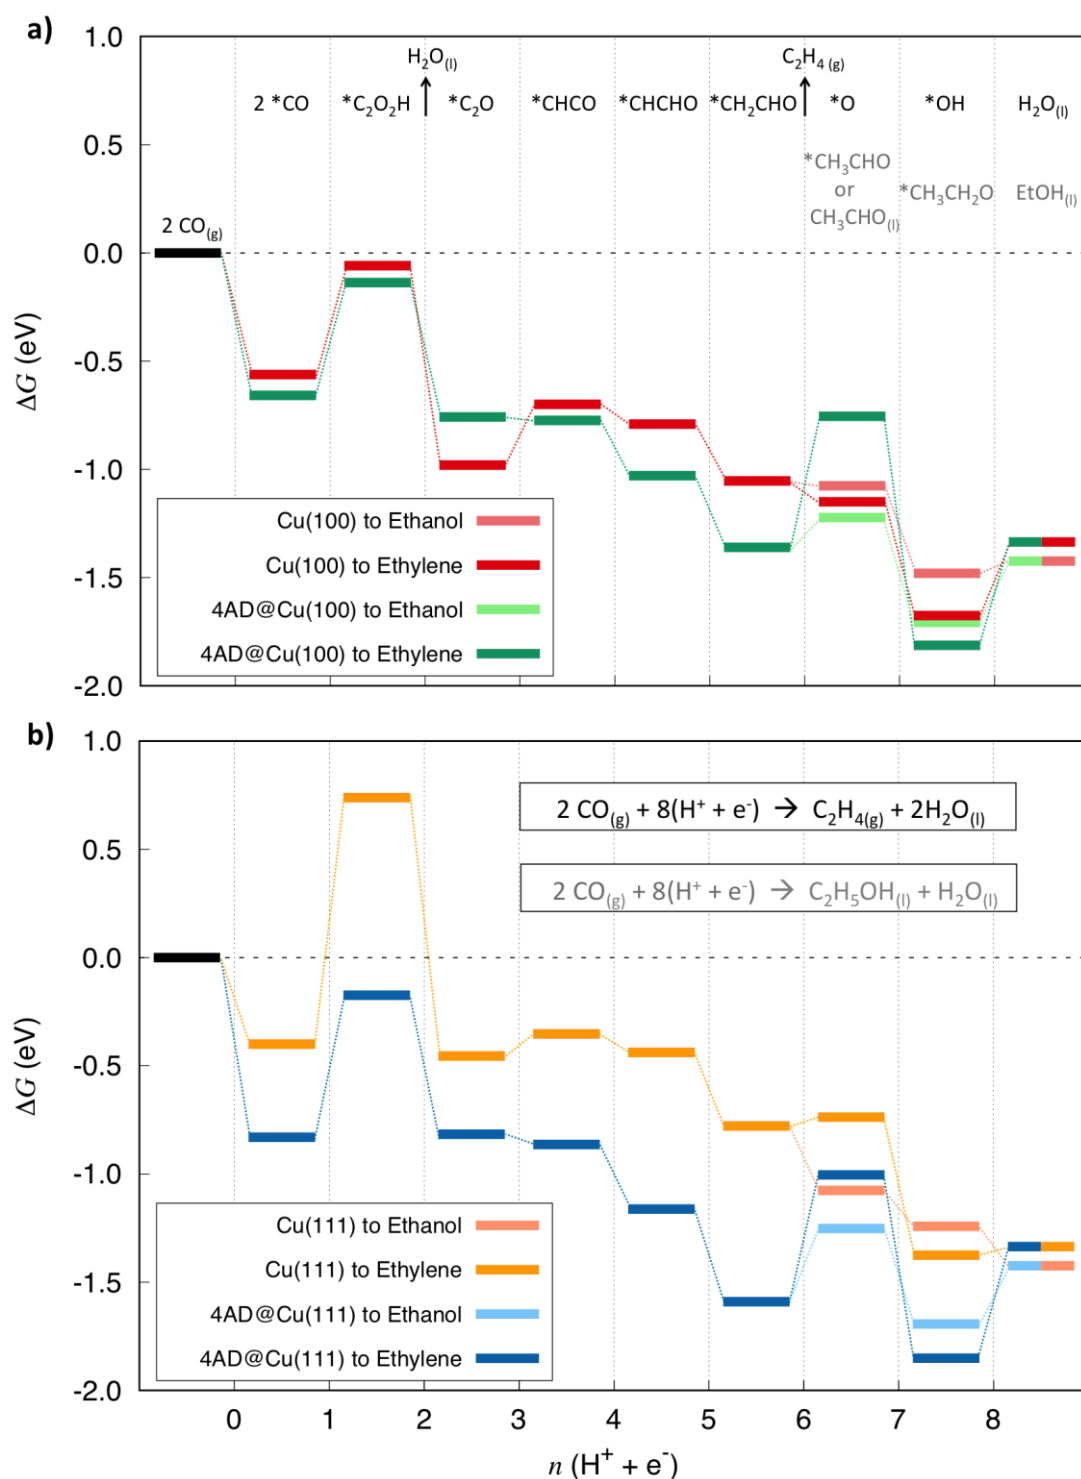 a)
1.0
0.5
0.0
-0.5
-1.0
-1.5
-2.0
ΔG (eV)
H₂O₍ₗ₎
C₂H₄ ₍g₎
2 *CO
*C₂O₂H
*C₂O
*CHCO
*CHCHO
*CH₂CHO
*O
*OH
H₂O₍ₗ₎
*CH₃CHO
or
CH₃CHO₍ₗ₎
*CH₃CH₂O
EtOH₍ₗ₎
2 CO₍g₎
Cu(100) to Ethanol
Cu(100) to Ethylene
4AD@Cu(100) to Ethanol
4AD@Cu(100) to Ethylene
b)
1.0
0.5
0.0
-0.5
-1.0
-1.5
-2.0
ΔG (eV)
2 CO₍g₎ + 8(H⁺ + e⁻) → C₂H₄₍g₎ + 2H₂O₍ₗ₎
2 CO₍g₎ + 8(H⁺ + e⁻) → C₂H₅OH₍ₗ₎ + H₂O₍ₗ₎
Cu(111) to Ethanol
Cu(111) to Ethylene
4AD@Cu(111) to Ethanol
4AD@Cu(111) to Ethylene
0 1 2 3 4 5 6 7 8
n (H⁺ + e⁻)